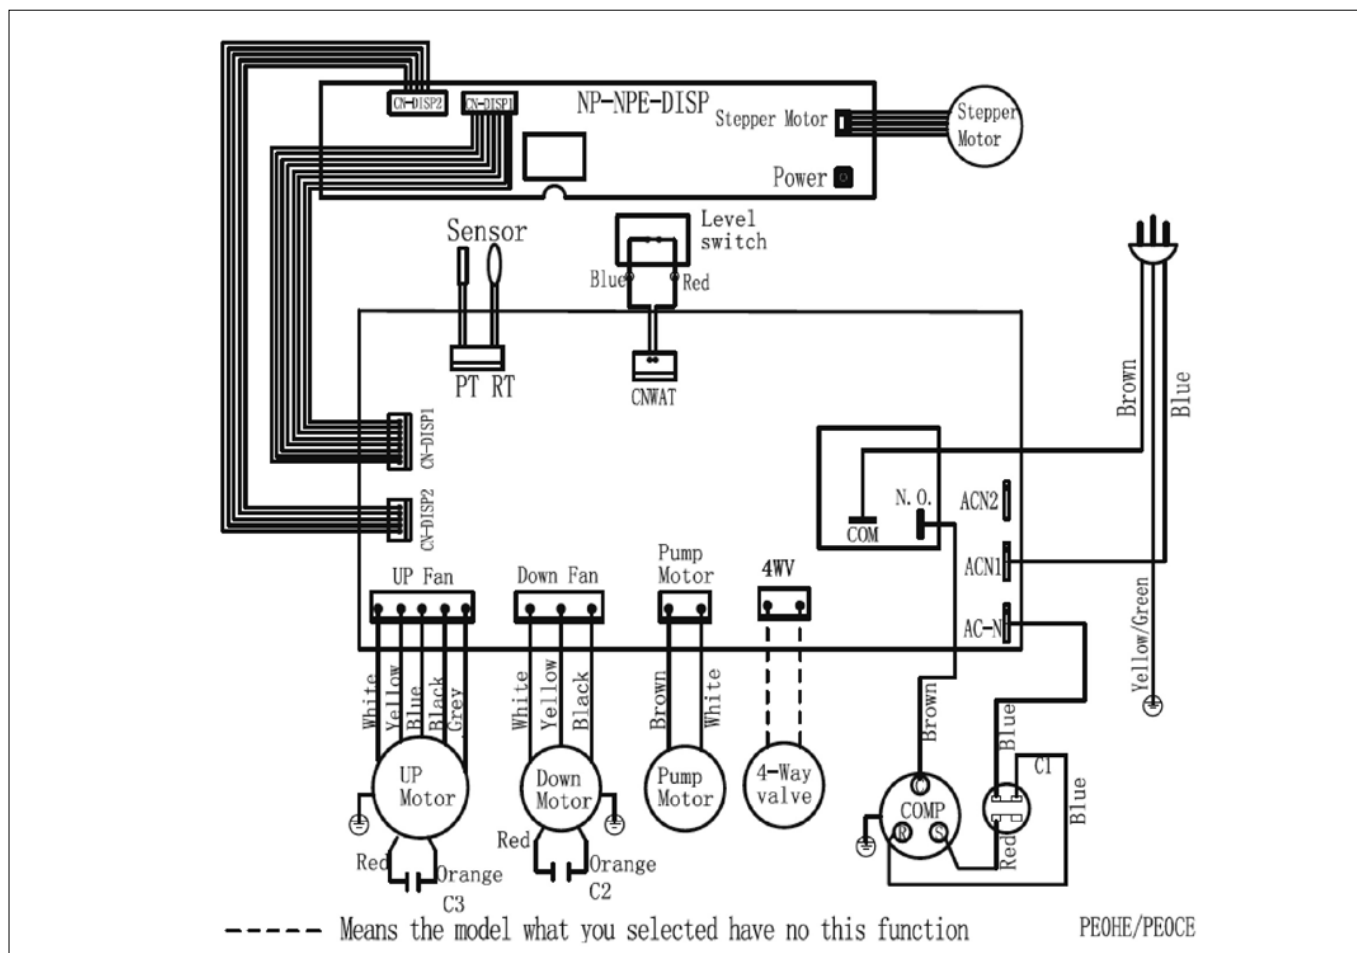 CN-DISP2
CN-DISP1
NP-NPE-DISP
Stepper Motor
Stepper
Motor
Power
Sensor
Level
switch
Blue
Red
PT RT
CNWAT
Brown
Blue
CN-DISP1
CN-DISP2
N.O.
COM
ACN2
ACN1
AC-N
UP Fan
Down Fan
Pump
Motor
4WV
Yellow/Green
White
Yellow
Blue
Black
Grey
White
Yellow
Black
Brown
White
Brown
Blue
C1
Blue
UP
Motor
Down
Motor
Pump
Motor
4-Way
valve
C
COMP
R
S
Red
Red
Orange
C3
Red
Orange
C2
Means the model what you selected have no this function
PE0HE/PE0CE